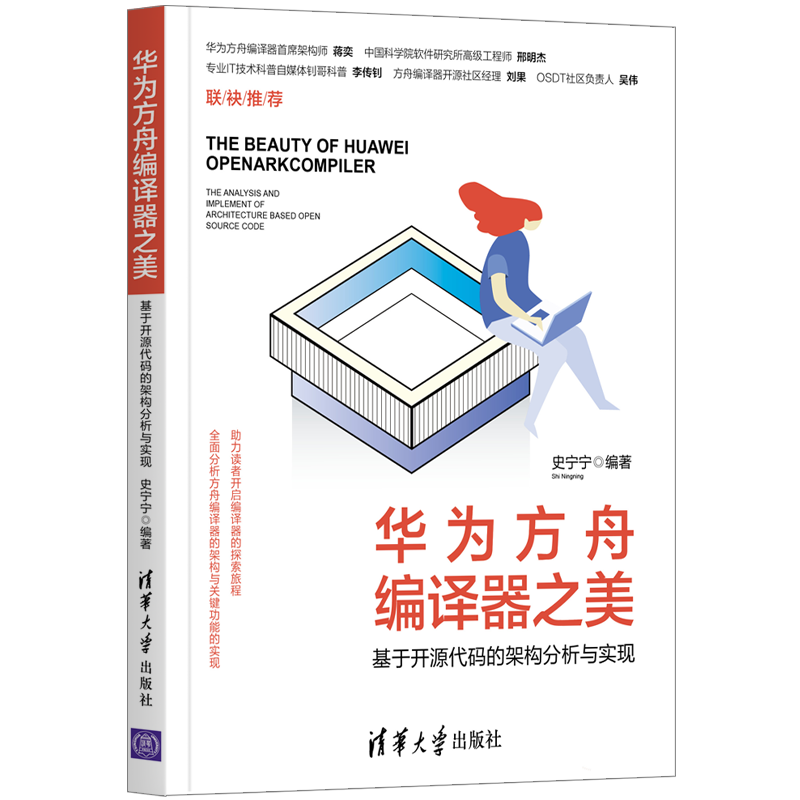 华为方舟编译器首席架构师 蒋奕 中国科学院软件研究所高级工程师 邢明杰
专业IT技术科普自媒体钊哥科普 李传钊 方舟编译器开源社区经理 刘果 OSDT社区负责人 吴伟
联/袂/推/荐
THE BEAUTY OF HUAWEI
OPENARKCOMPILER
THE ANALYSIS AND
IMPLEMENT OF
ARCHITECTURE BASED OPEN
SOURCE CODE
助力读者开启编译器的探索旅程
全面分析方舟编译器的架构与关键功能的实现
史宁宁◎编著
Shi Ningning
华为方舟
编译器之美
基于开源代码的架构分析与实现
清华大学出版社
华为方舟编译器之美
基于开源代码的架构分析与实现
史宁宁◎编著
清华大学出版社